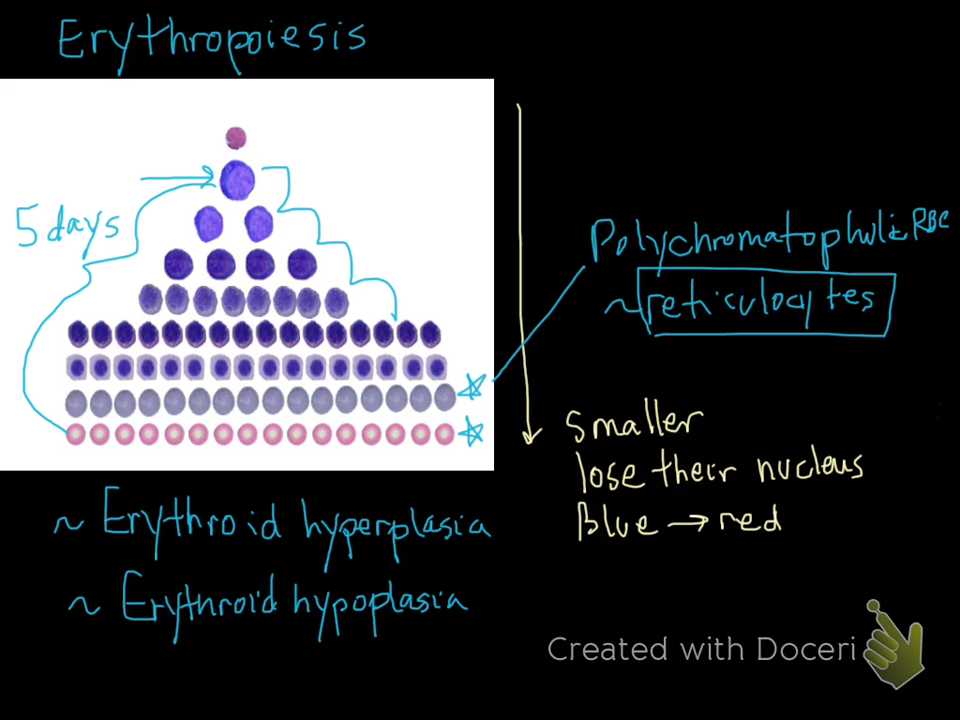 Erythropoiesis
5 days
Polychromatophilic RBC
~reticulocytes
smaller
lose their nucleus
Blue → red
~ Erythroid hyperplasia
~ Erythroid hypoplasia
Created with Doceri